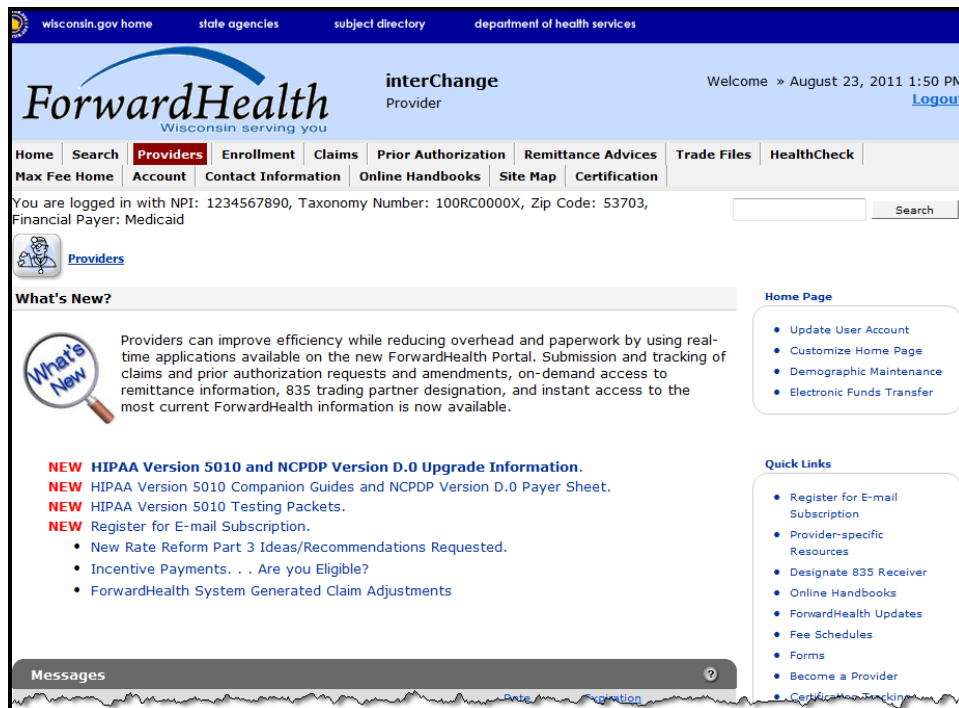 wisconsin.gov home state agencies subject directory department of health services
ForwardHealth
Wisconsin serving you
interChange
Provider
Welcome » August 23, 2011 1:50 PM
Logout
Home Search Providers Enrollment Claims Prior Authorization Remittance Advices Trade Files HealthCheck
Max Fee Home Account Contact Information Online Handbooks Site Map Certification
You are logged in with NPI: 1234567890, Taxonomy Number: 100RC0000X, Zip Code: 53703,
Financial Payer: Medicaid
Search
Providers
What's New?
What's
New
Providers can improve efficiency while reducing overhead and paperwork by using real-
time applications available on the new ForwardHealth Portal. Submission and tracking of
claims and prior authorization requests and amendments, on-demand access to
remittance information, 835 trading partner designation, and instant access to the
most current ForwardHealth information is now available.
NEW HIPAA Version 5010 and NCPDP Version D.0 Upgrade Information.
NEW HIPAA Version 5010 Companion Guides and NCPDP Version D.0 Payer Sheet.
NEW HIPAA Version 5010 Testing Packets.
NEW Register for E-mail Subscription.
• New Rate Reform Part 3 Ideas/Recommendations Requested.
• Incentive Payments. . . Are you Eligible?
• ForwardHealth System Generated Claim Adjustments
Messages
?
Date Expiration
Home Page
• Update User Account
• Customize Home Page
• Demographic Maintenance
• Electronic Funds Transfer
Quick Links
• Register for E-mail
Subscription
• Provider-specific
Resources
• Designate 835 Receiver
• Online Handbooks
• ForwardHealth Updates
• Fee Schedules
• Forms
• Become a Provider
• Certification Tracking